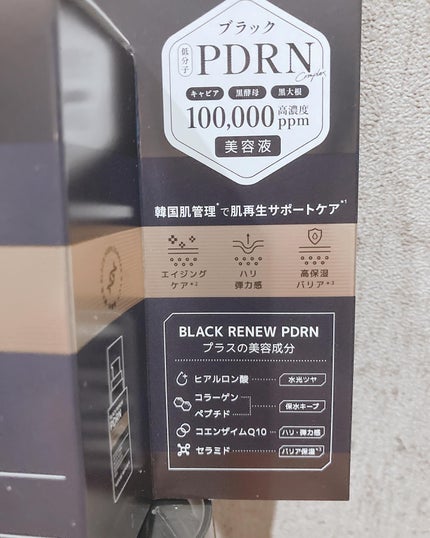 ブラック
低分子
PDRN
Complex
キャビア 黒酵母 黒大根
100,000 高濃度 ppm
美容液
韓国肌管理*で肌再生サポートケア*1
エイジングケア*2
ハリ弾力感
高保湿バリア*3
BLACK RENEW PDRN
プラスの美容成分
ヒアルロン酸 水光ツヤ
コラーゲン
ペプチド 保水キープ
コエンザイムQ10 ハリ・弾力感
セラミド バリア保湿*3